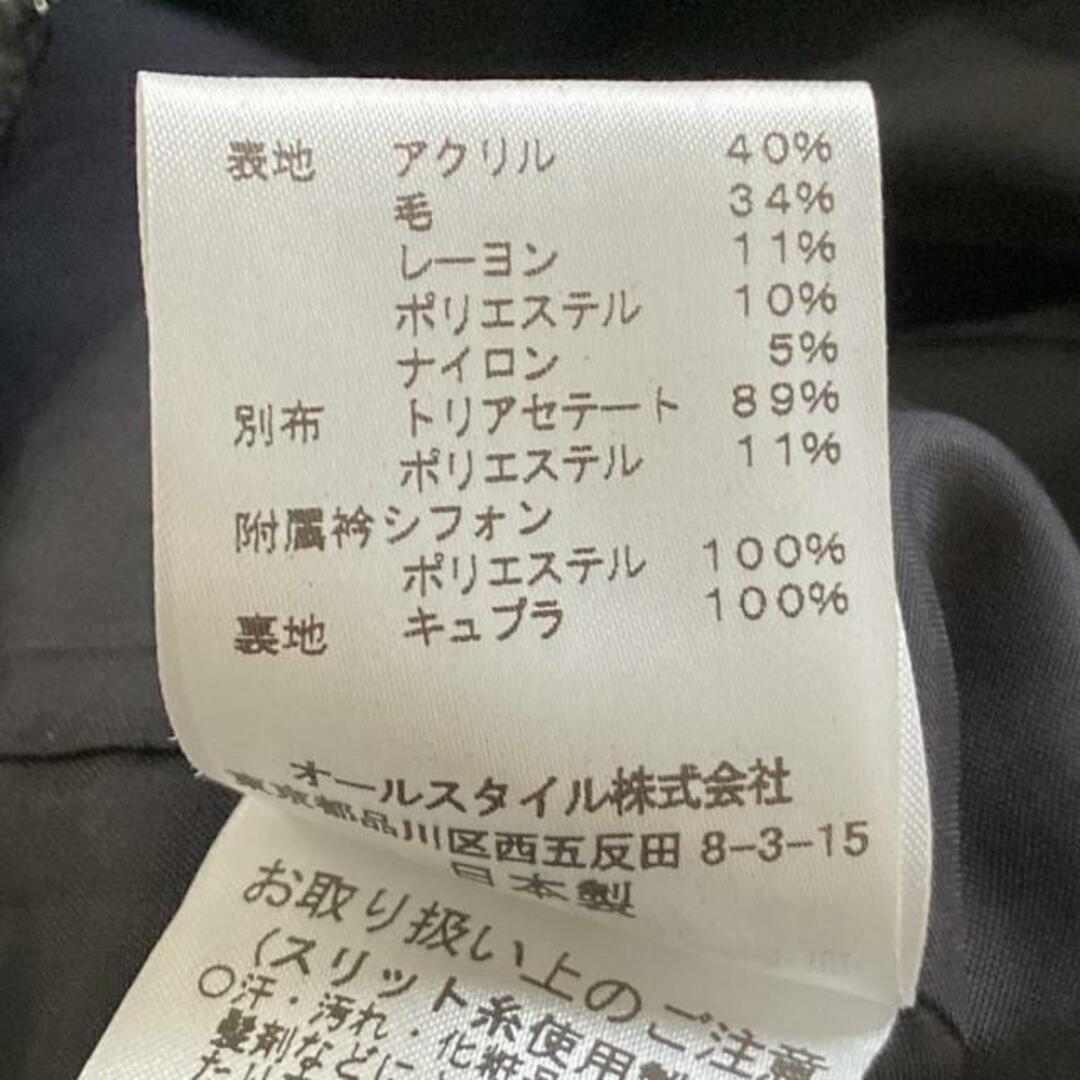 表地 アクリル 40%
毛 34%
レーヨン 11%
ポリエステル 10%
ナイロン 5%
別布 トリアセテート 89%
ポリエステル 11%
附属衿シフォン
ポリエステル 100%
裏地 キュプラ 100%
オールスタイル株式会社
東京都品川区西五反田 8-3-15
日本製
お取り扱い上のご注意
(スリット糸使用製
○汗・汚れ・化粧品
髪剤などに